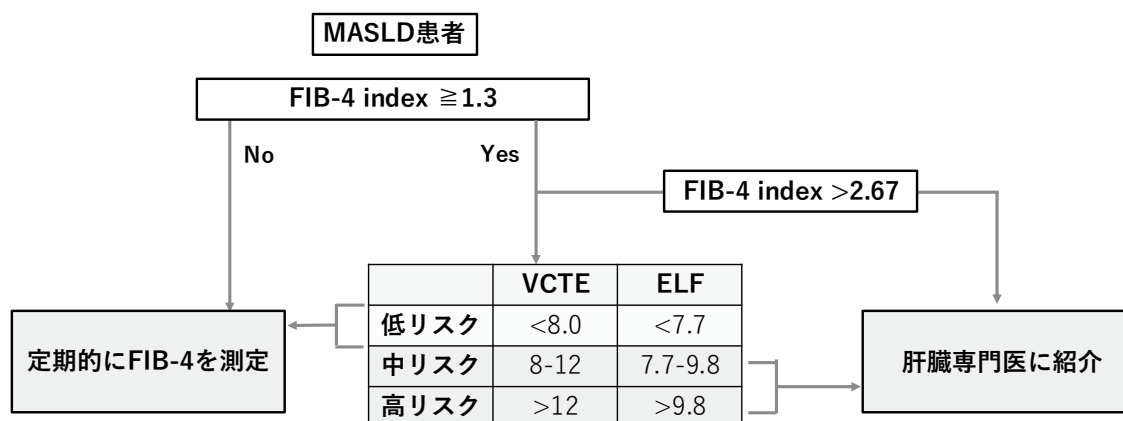 MASLD患者
FIB-4 index ≧1.3
No
Yes
FIB-4 index >2.67
VCTE ELF
低リスク <8.0 <7.7
中リスク 8-12 7.7-9.8
高リスク >12 >9.8
定期的にFIB-4を測定
肝臓専門医に紹介